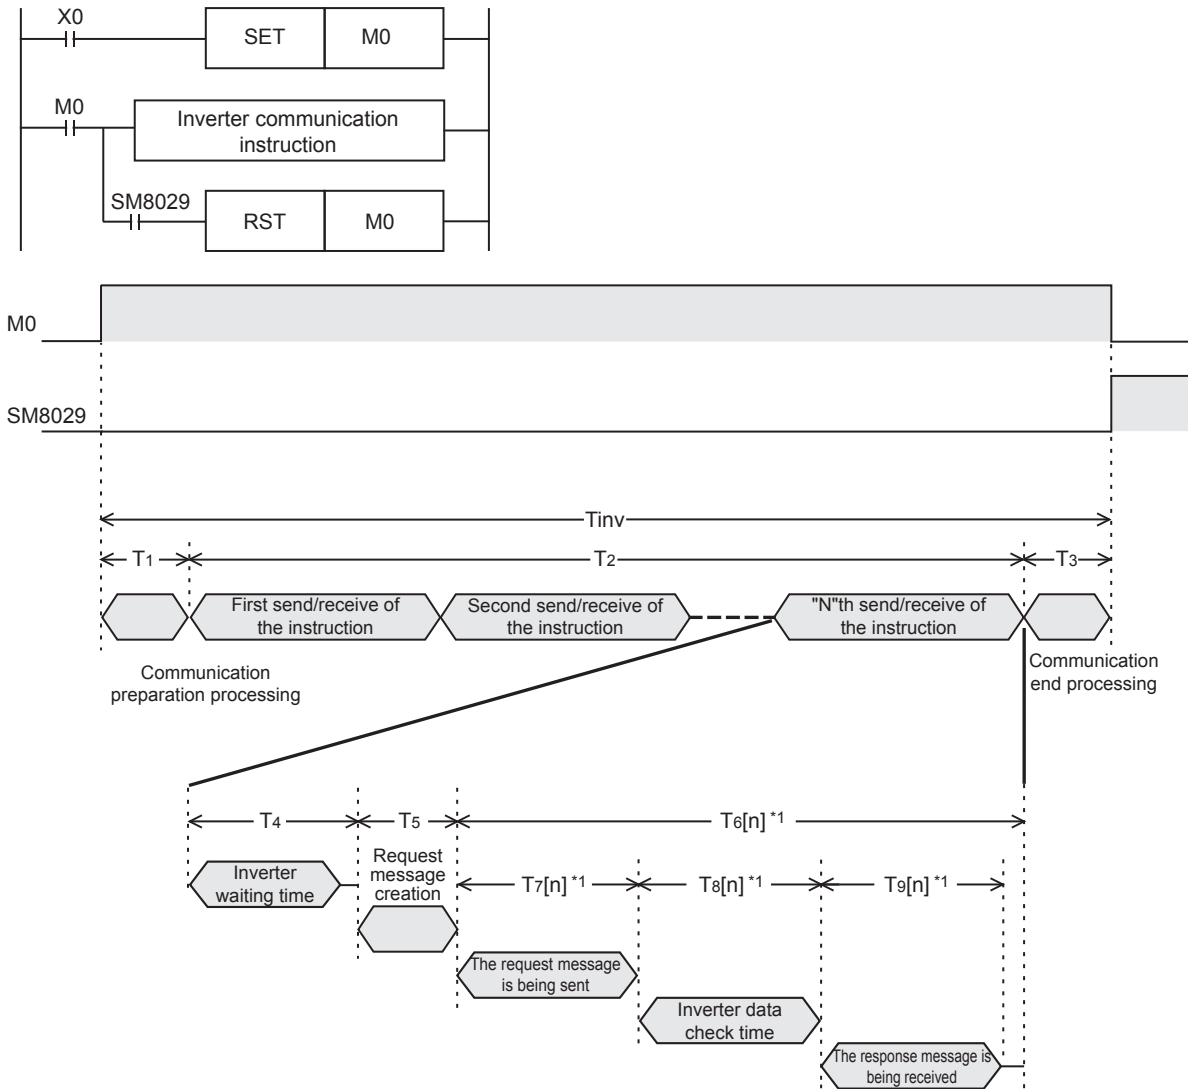 X0
SET M0
M0
Inverter communication
instruction
SM8029
RST M0
M0
SM8029
Tinv
T1 T2 T3
First send/receive of
the instruction
Second send/receive of
the instruction
"N"th send/receive of
the instruction
Communication
preparation processing
Communication
end processing
T4 T5 T6[n] *1
Inverter
waiting time
Request
message
creation
T7[n] *1 T8[n] *1 T9[n] *1
The request message
is being sent
Inverter data
check time
The response message is
being received